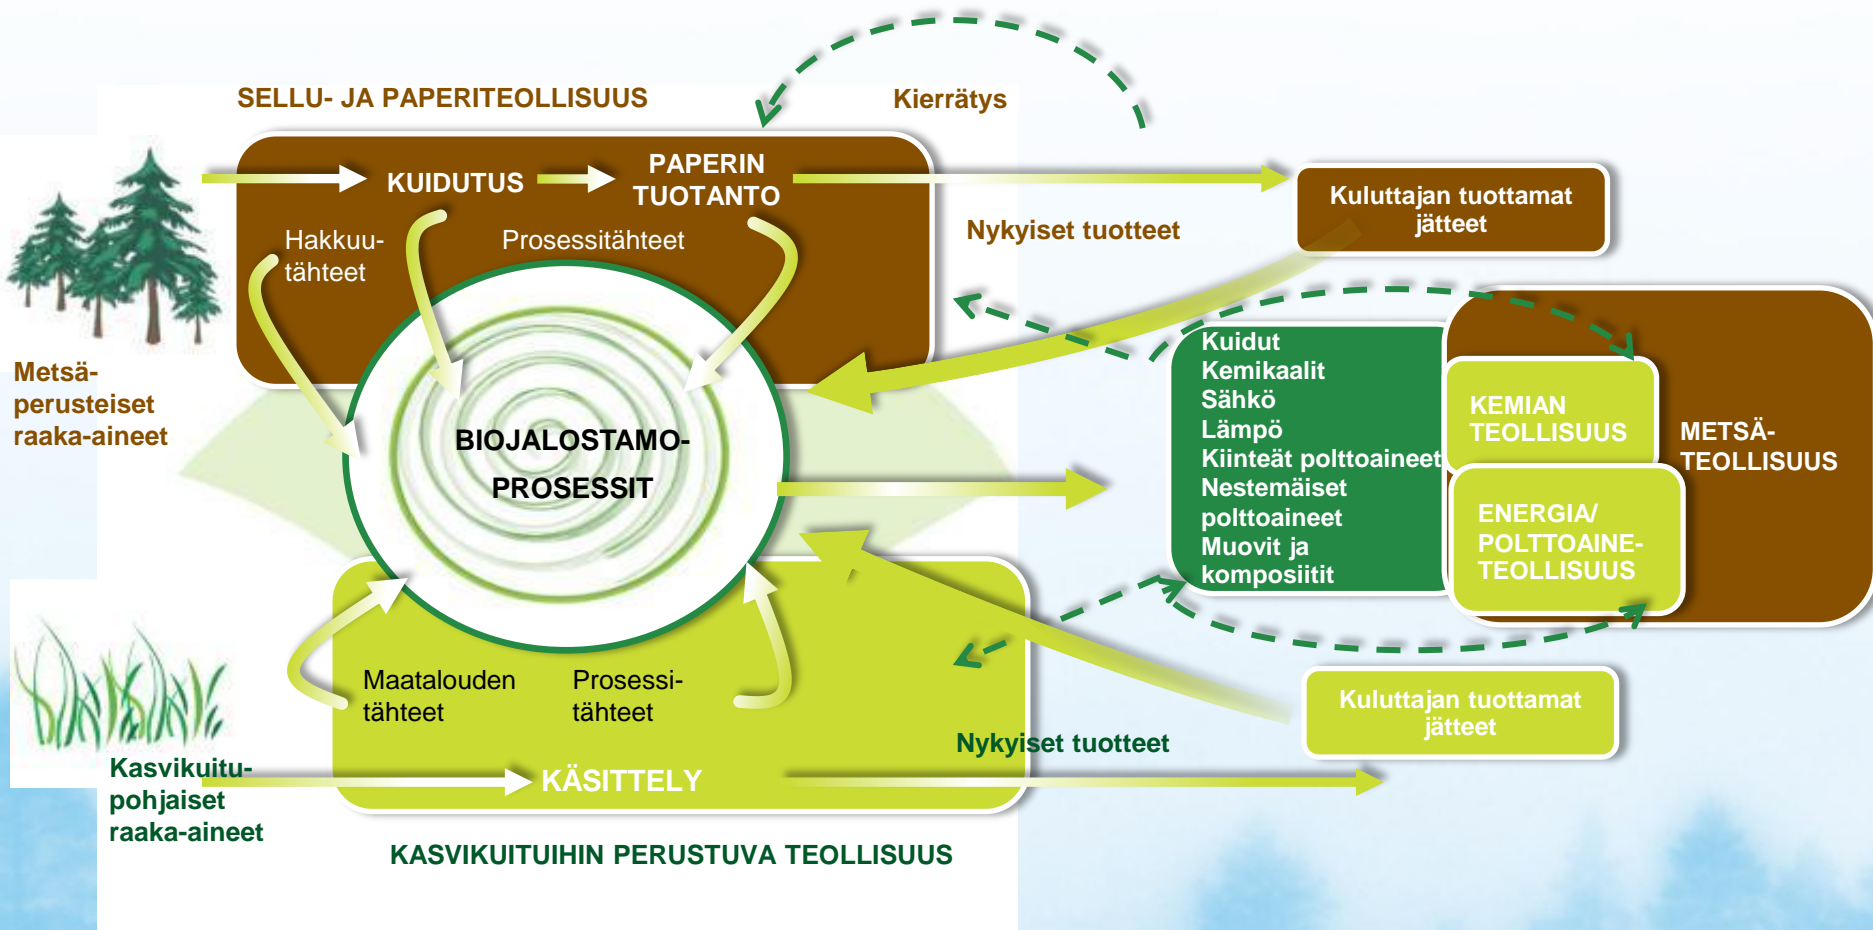 SELLU- JA PAPERITEOLLISUUS
Kierrätys
KUIDUTUS
PAPERIN
TUOTANTO
Hakkuu-
tähteet
Prosessitähteet
Nykyiset tuotteet
Kuluttajan tuottamat
jätteet
Metsä-
perusteiset
raaka-aineet
BIOJALOSTAMO-
PROSESSIT
Kuidut
Kemikaalit
Sähkö
Lämpö
Kiinteät polttoaineet
Nestemäiset
polttoaineet
Muovit ja
komposiitit
KEMIAN
TEOLLISUUS
METSÄ-
TEOLLISUUS
ENERGIA/
POLTTOAINE-
TEOLLISUUS
Maatalouden
tähteet
Prosessi-
tähteet
Kuluttajan tuottamat
jätteet
Nykyiset tuotteet
Kasvikuitu-
pohjaiset
raaka-aineet
KÄSITTELY
KASVIKUITUIHIN PERUSTUVA TEOLLISUUS